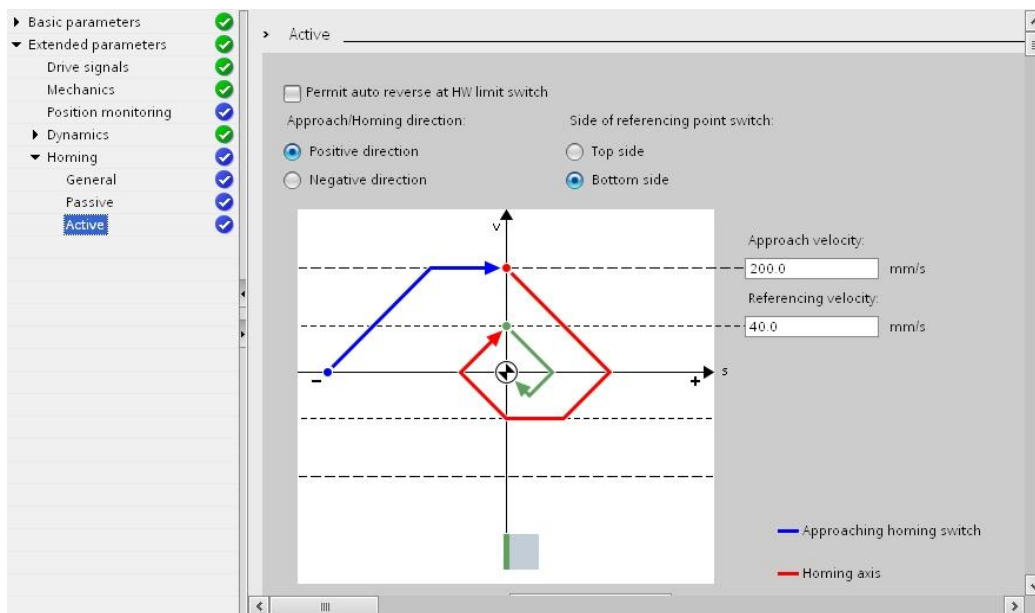 Basic parameters
Extended parameters
Drive signals
Mechanics
Position monitoring
Dynamics
Homing
General
Passive
Active
Active
Permit auto reverse at HW limit switch
Approach/Homing direction:
Side of referencing point switch:
Positive direction
Top side
Negative direction
Bottom side
v
Approach velocity:
200.0 mm/s
Referencing velocity:
40.0 mm/s
- + s
Approaching homing switch
Homing axis